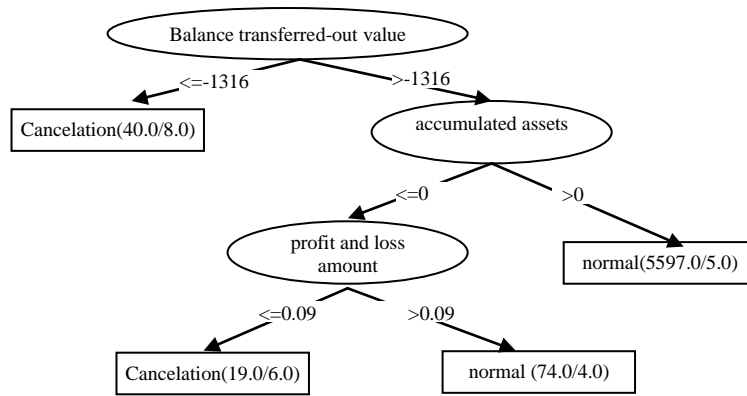 Balance transferred-out value
<=-1316
>-1316
Cancelation(40.0/8.0)
accumulated assets
<=0
>0
profit and loss
amount
normal(5597.0/5.0)
<=0.09
>0.09
Cancelation(19.0/6.0)
normal (74.0/4.0)